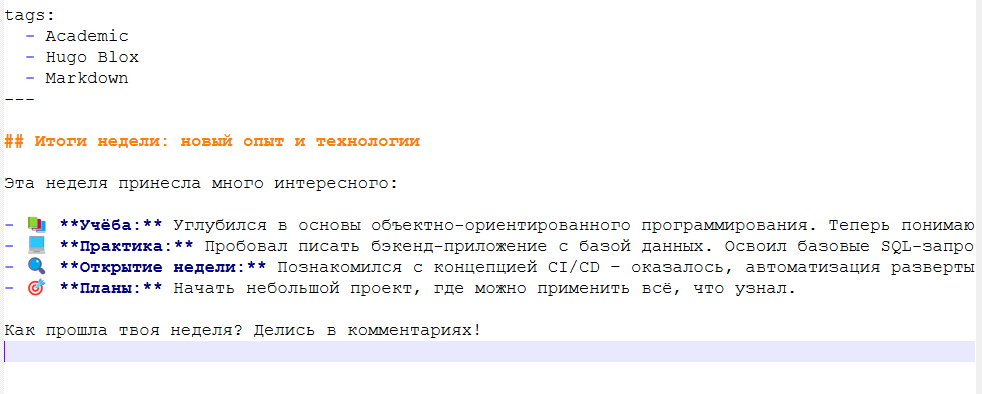 tags:
  - Academic
  - Hugo Blox
  - Markdown
---
## Итоги недели: новый опыт и технологии
Эта неделя принесла много интересного:
- 📚 **Учёба:** Углубился в основы объектно-ориентированного программирования. Теперь понимаю
- 💻 **Практика:** Пробовал писать бэкенд-приложение с базой данных. Освоил базовые SQL-запро
- 🔍 **Открытие недели:** Познакомился с концепцией CI/CD – оказалось, автоматизация разверты
- 🎯 **Планы:** Начать небольшой проект, где можно применить всё, что узнал.
Как прошла твоя неделя? Делись в комментариях!